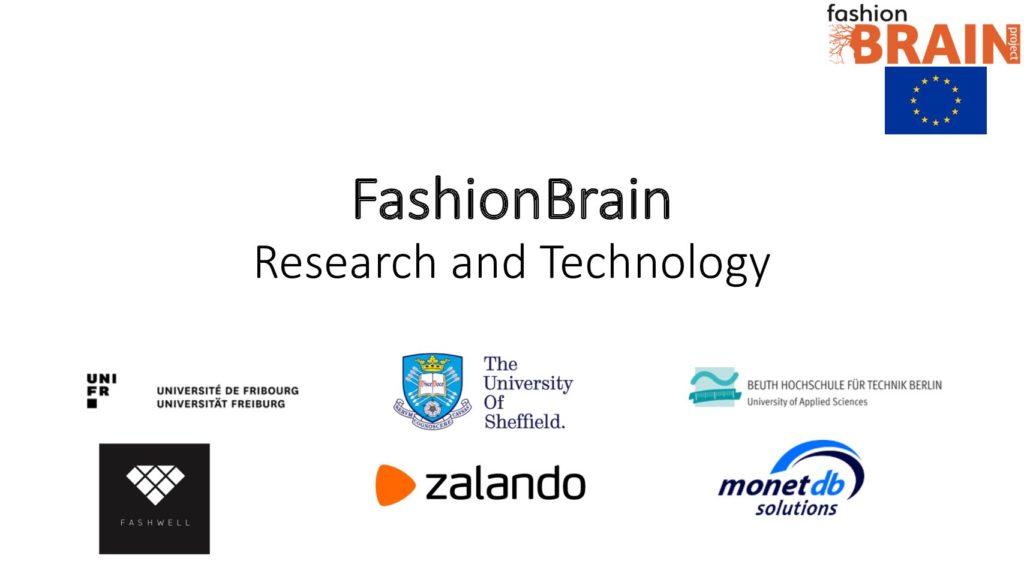 fashion
BRAIN
project
FashionBrain
Research and Technology
UNI
FR
UNIVERSITÉ DE FRIBOURG
UNIVERSITÄT FREIBURG
The
University
Of
Sheffield.
BEUTH HOCHSCHULE FÜR TECHNIK BERLIN
University of Applied Sciences
FASHWELL
zalando
monetdb
solutions